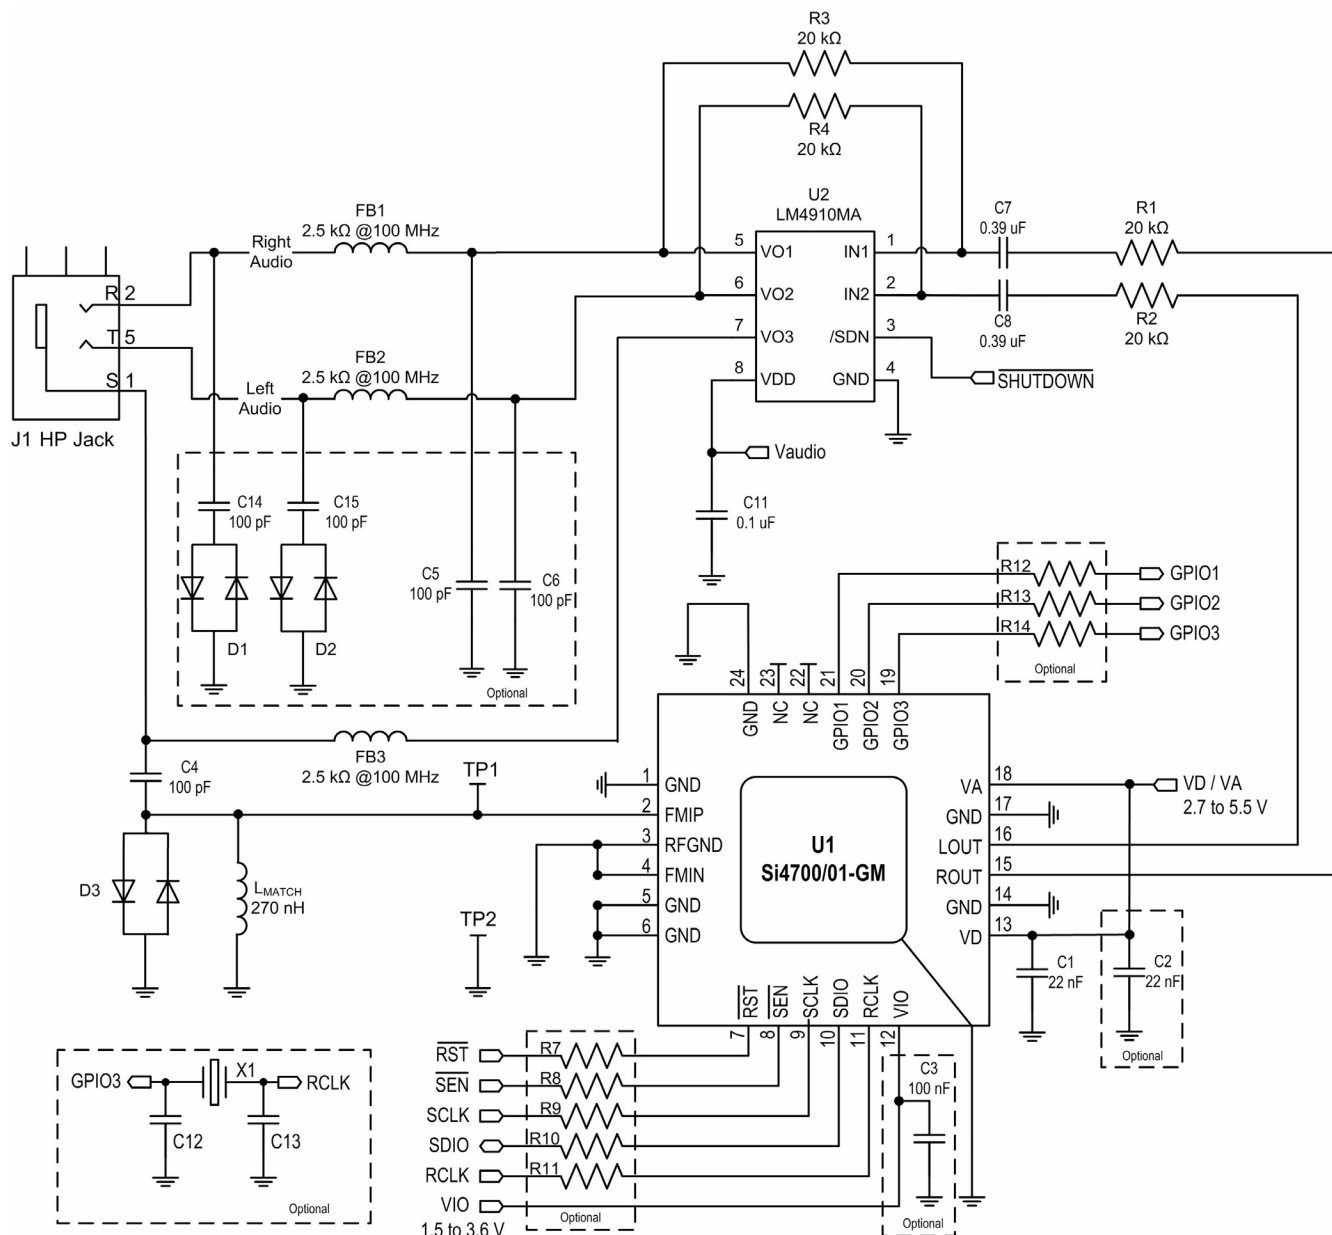 R3
20 kΩ
R4
20 kΩ
U2
LM4910MA
C7
0.39 uF
R1
20 kΩ
FB1
2.5 kΩ @100 MHz
Right
Audio
5 VO1 IN1 1
6 VO2 IN2 2
7 VO3 /SDN 3
8 VDD GND 4
C8
0.39 uF
R2
20 kΩ
SHUTDOWN
R 2
T 5
S 1
J1 HP Jack
FB2
2.5 kΩ @100 MHz
Left
Audio
Vaudio
C14
100 pF
C15
100 pF
C11
0.1 uF
C5
100 pF
C6
100 pF
D1
D2
Optional
R12 GPIO1
R13 GPIO2
R14 GPIO3
Optional
24 23 22 21 20 19
GND NC NC GPIO1 GPIO2 GPIO3
FB3
2.5 kΩ @100 MHz
C4
100 pF
TP1
1 GND
2 FMIP
3 RFGND
4 FMIN
5 GND
6 GND
U1
Si4700/01-GM
VA 18
GND 17
LOUT 16
ROUT 15
GND 14
VD 13
VD / VA
2.7 to 5.5 V
D3
LMATCH
270 nH
TP2
C1
22 nF
C2
22 nF
Optional
RST SEN SCLK SDIO RCLK VIO
7 8 9 10 11 12
C3
100 nF
Optional
RST R7
SEN R8
SCLK R9
SDIO R10
RCLK R11
VIO
1.5 to 3.6 V
Optional
GPIO3 X1 RCLK
C12
C13
Optional